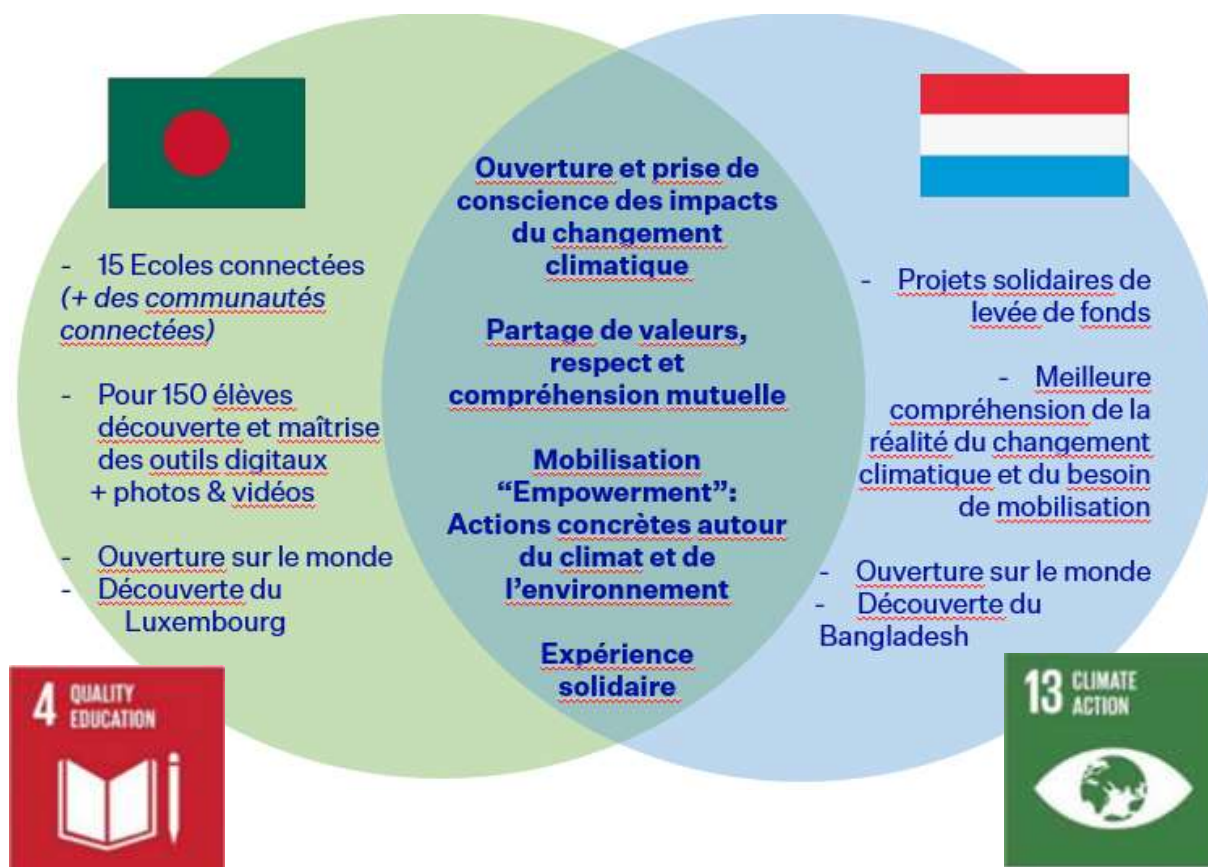 - 15 Ecoles connectées
(+ des communautés
connectées)
- Pour 150 élèves
découverte et maîtrise
des outils digitaux
+ photos & vidéos
- Ouverture sur le monde
- Découverte du
Luxembourg
Ouverture et prise de
conscience des impacts
du changement
climatique
Partage de valeurs,
respect et
compréhension mutuelle
Mobilisation
“Empowerment”:
Actions concrètes autour
du climat et de
l’environnement
Expérience
solidaire
- Projets solidaires de
levée de fonds
- Meilleure
compréhension de la
réalité du changement
climatique et du besoin
de mobilisation
- Ouverture sur le monde
- Découverte du
Bangladesh
4 QUALITY
EDUCATION
13 CLIMATE
ACTION